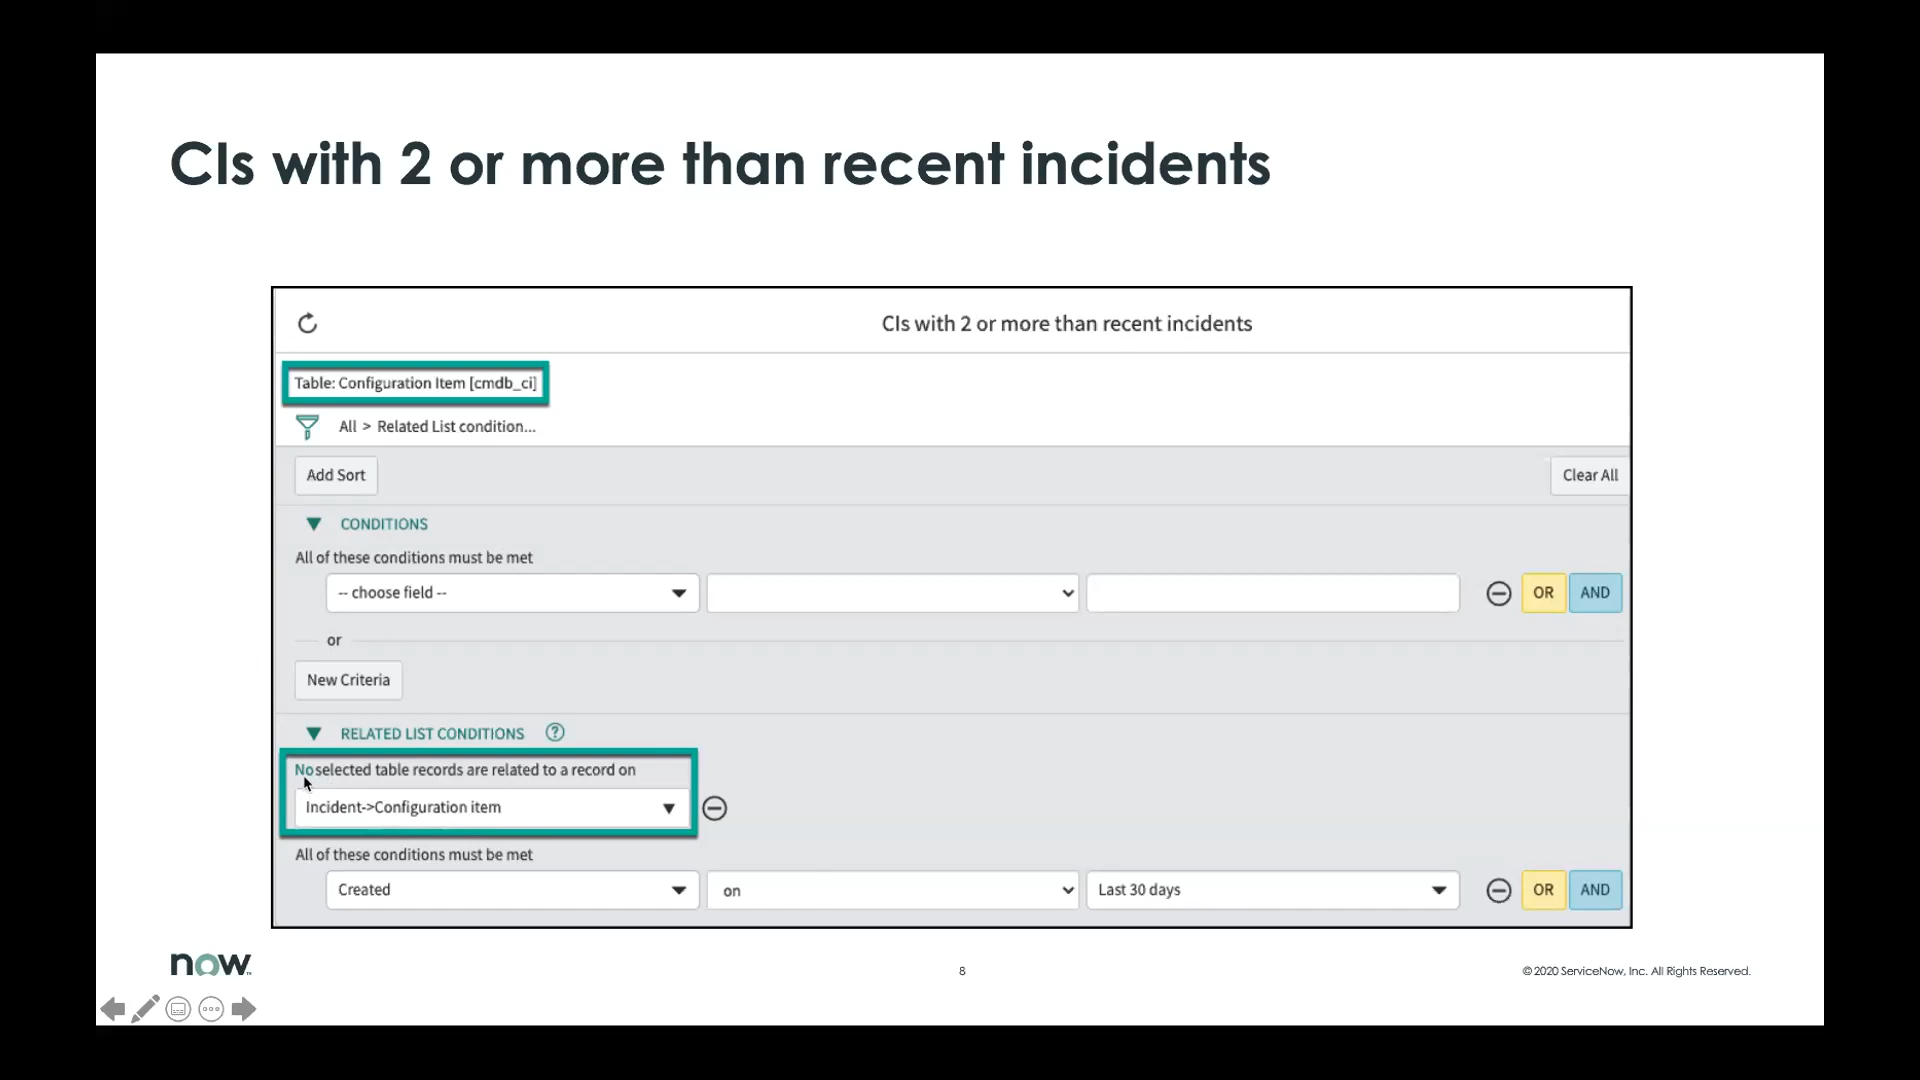 CIs with 2 or more than recent incidents
CIs with 2 or more than recent incidents
Table: Configuration Item [cmdb_ci]
All > Related List condition...
Add Sort
Clear All
CONDITIONS
All of these conditions must be met
-- choose field --
OR
AND
or
New Criteria
RELATED LIST CONDITIONS ?
No selected table records are related to a record on
Incident->Configuration item
All of these conditions must be met
Created
on
Last 30 days
OR
AND
now
8
© 2020 ServiceNow, Inc. All Rights Reserved.